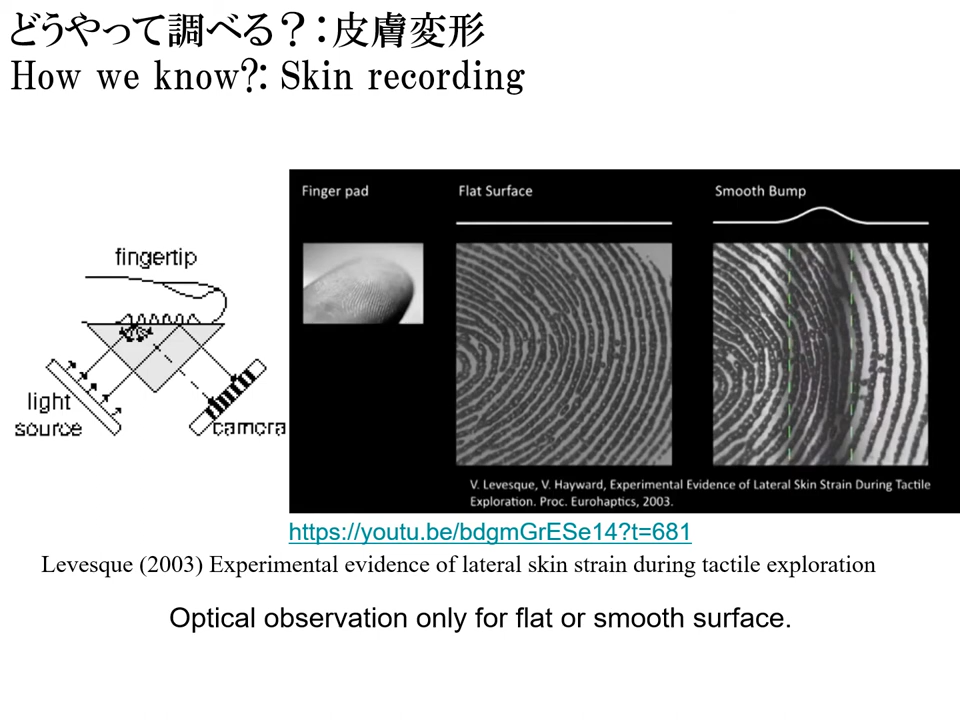 どうやって調べる？：皮膚変形
How we know?: Skin recording
fingertip
light
source
camera
Finger pad
Flat Surface
Smooth Bump
V. Levesque, V. Hayward, Experimental Evidence of Lateral Skin Strain During Tactile
Exploration. Proc. Eurohaptics, 2003.
https://youtu.be/bdgmGrESe14?t=681
Levesque (2003) Experimental evidence of lateral skin strain during tactile exploration
Optical observation only for flat or smooth surface.